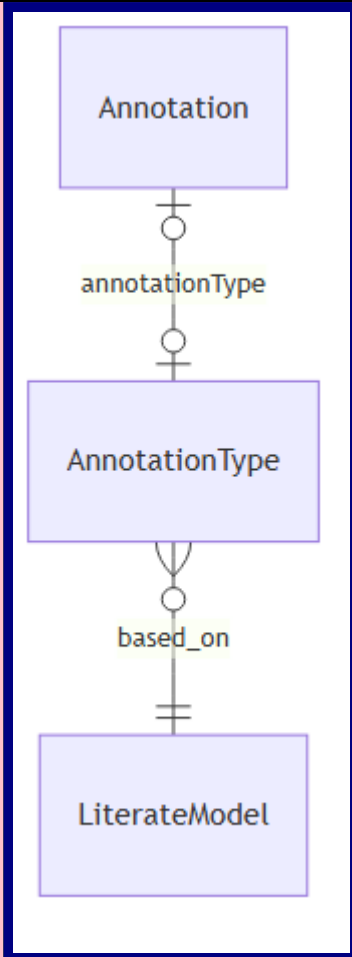 Annotation
annotationType
AnnotationType
based_on
LiterateModel